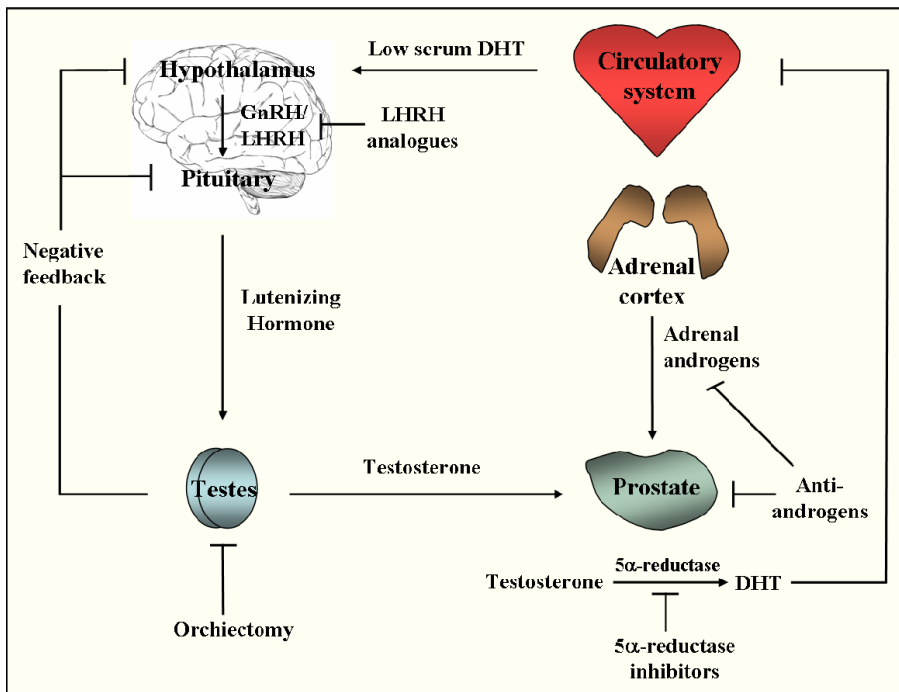 Low scrum DHT
Hypothalamus
Circulatory
system
GnRH/
LHRH
LHRH
analogues
Pituitary
Negative
feedback
Adrenal
cortex
Lutenizing
Hormone
Adrenal
androgens
Testosterone
Testes
Prostate
Anti-
androgens
5α-reductase
Testosterone
DHT
Orchiectomy
5α-reductase
inhibitors